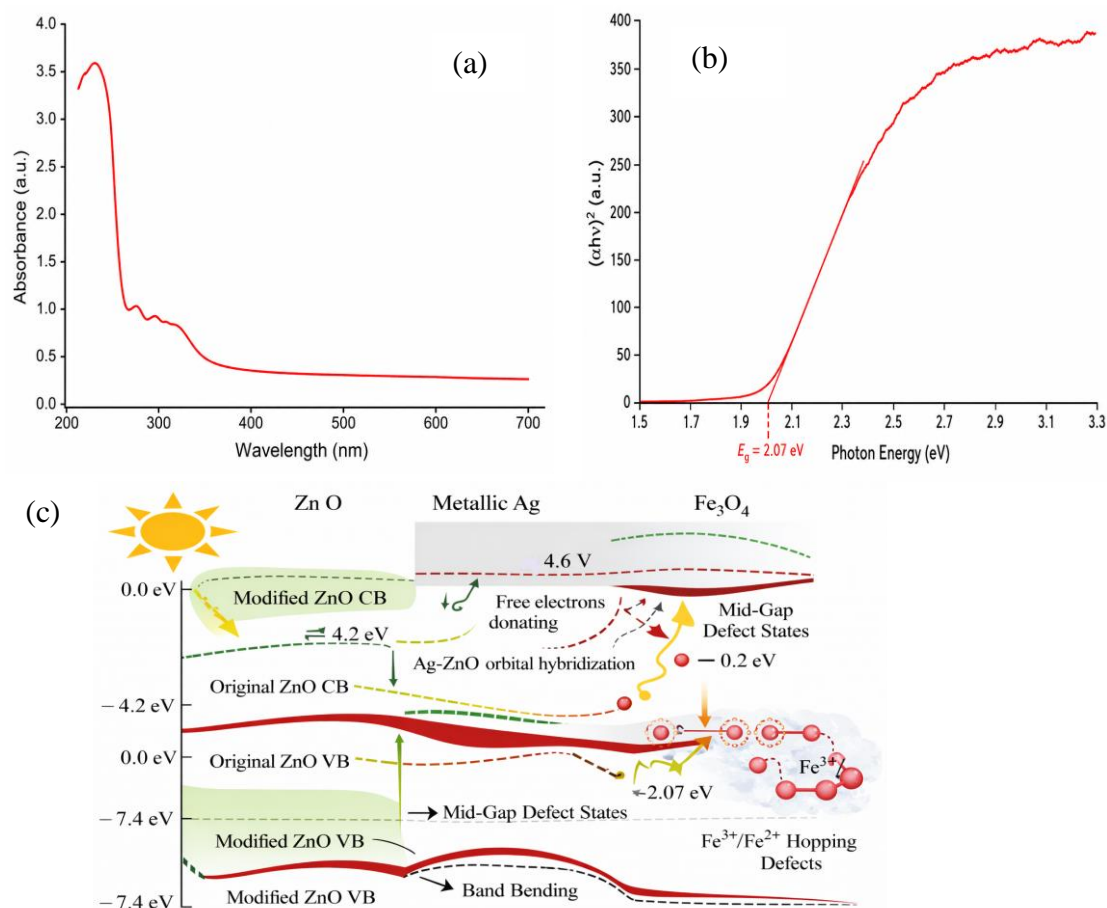 (a)
4.0
3.5
3.0
2.5
2.0
1.5
1.0
0.5
0.0
Absorbance (a.u.)
200 300 400 500 600 700
Wavelength (nm)
(b)
400
350
300
250
200
150
100
50
0
(αhν)² (a.u.)
1.5 1.7 1.9 2.1 2.3 2.5 2.7 2.9 3.1 3.3
E_g = 2.07 eV
Photon Energy (eV)
(c)
Zn O
Metallic Ag
Fe₃O₄
0.0 eV
−4.2 eV
0.0 eV
−7.4 eV
−7.4 eV
Modified ZnO CB
4.2 eV
Original ZnO CB
Original ZnO VB
Modified ZnO VB
Modified ZnO VB
4.6 V
Free electrons
donating
Ag-ZnO orbital hybridization
Mid-Gap Defect States
Band Bending
Mid-Gap
Defect States
— 0.2 eV
−2.07 eV
Fe³⁺
Fe³⁺/Fe²⁺ Hopping
Defects